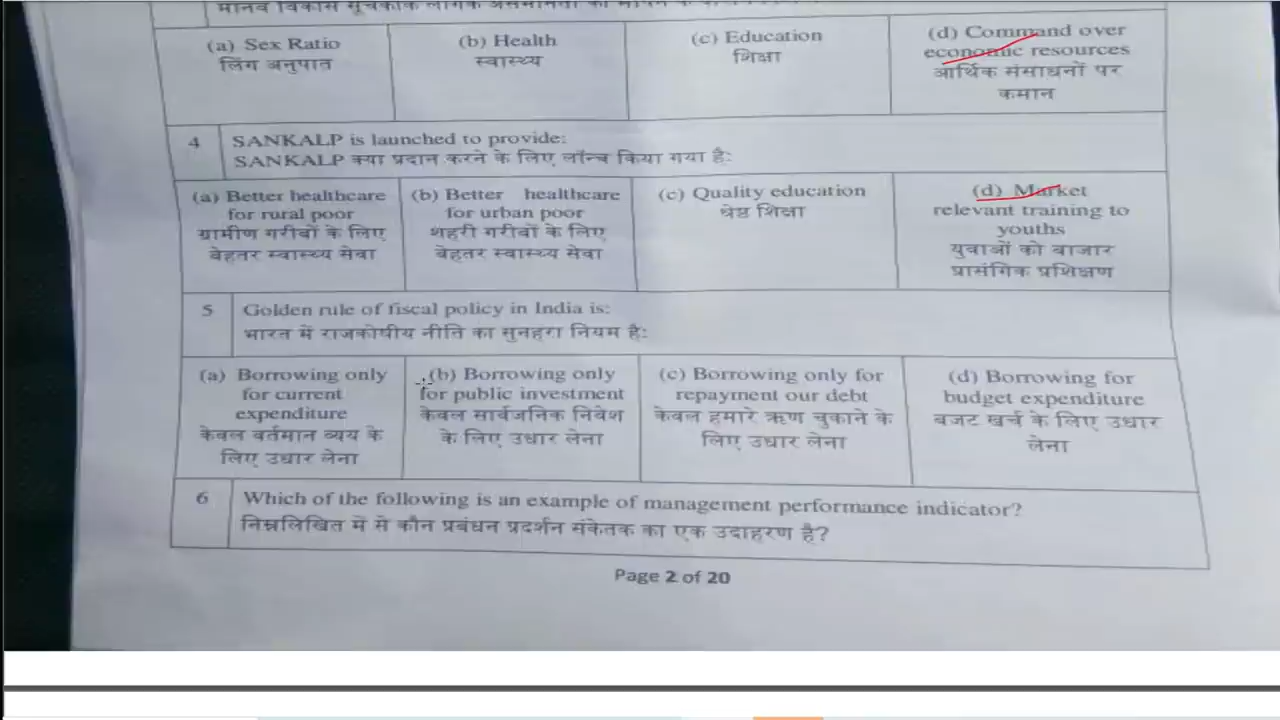 मानव विकास सूचकांक लैंगिक असमानता
(a) Sex Ratio
लिंग अनुपात
(b) Health
स्वास्थ्य
(c) Education
शिक्षा
(d) Command over
economic resources
आर्थिक संसाधनों पर
कमान
4 SANKALP is launched to provide:
SANKALP क्या प्रदान करने के लिए लॉन्च किया गया है:
(a) Better healthcare
for rural poor
ग्रामीण गरीबों के लिए
बेहतर स्वास्थ्य सेवा
(b) Better healthcare
for urban poor
शहरी गरीबों के लिए
बेहतर स्वास्थ्य सेवा
(c) Quality education
श्रेष्ठ शिक्षा
(d) Market
relevant training to
youths
युवाओं को बाजार
प्रासंगिक प्रशिक्षण
5 Golden rule of fiscal policy in India is:
भारत में राजकोषीय नीति का सुनहरा नियम है:
(a) Borrowing only
for current
expenditure
केवल वर्तमान व्यय के
लिए उधार लेना
(b) Borrowing only
for public investment
केवल सार्वजनिक निवेश
के लिए उधार लेना
(c) Borrowing only for
repayment our debt
केवल हमारे ऋण चुकाने के
लिए उधार लेना
(d) Borrowing for
budget expenditure
बजट खर्च के लिए उधार
लेना
6 Which of the following is an example of management performance indicator?
निम्नलिखित में से कौन प्रबंधन प्रदर्शन संकेतक का एक उदाहरण है?
Page 2 of 20